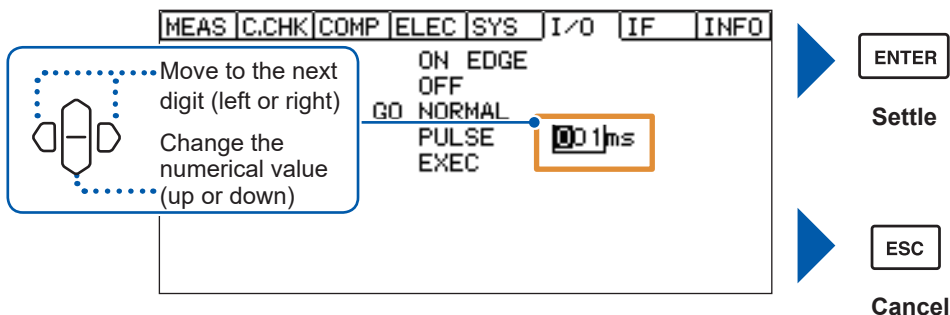 MEAS C.CHK COMP ELEC SYS I/O IF INFO
Move to the next
digit (left or right)
Change the
numerical value
(up or down)
ON EDGE
OFF
GO NORMAL
PULSE 001ms
EXEC
ENTER
Settle
ESC
Cancel